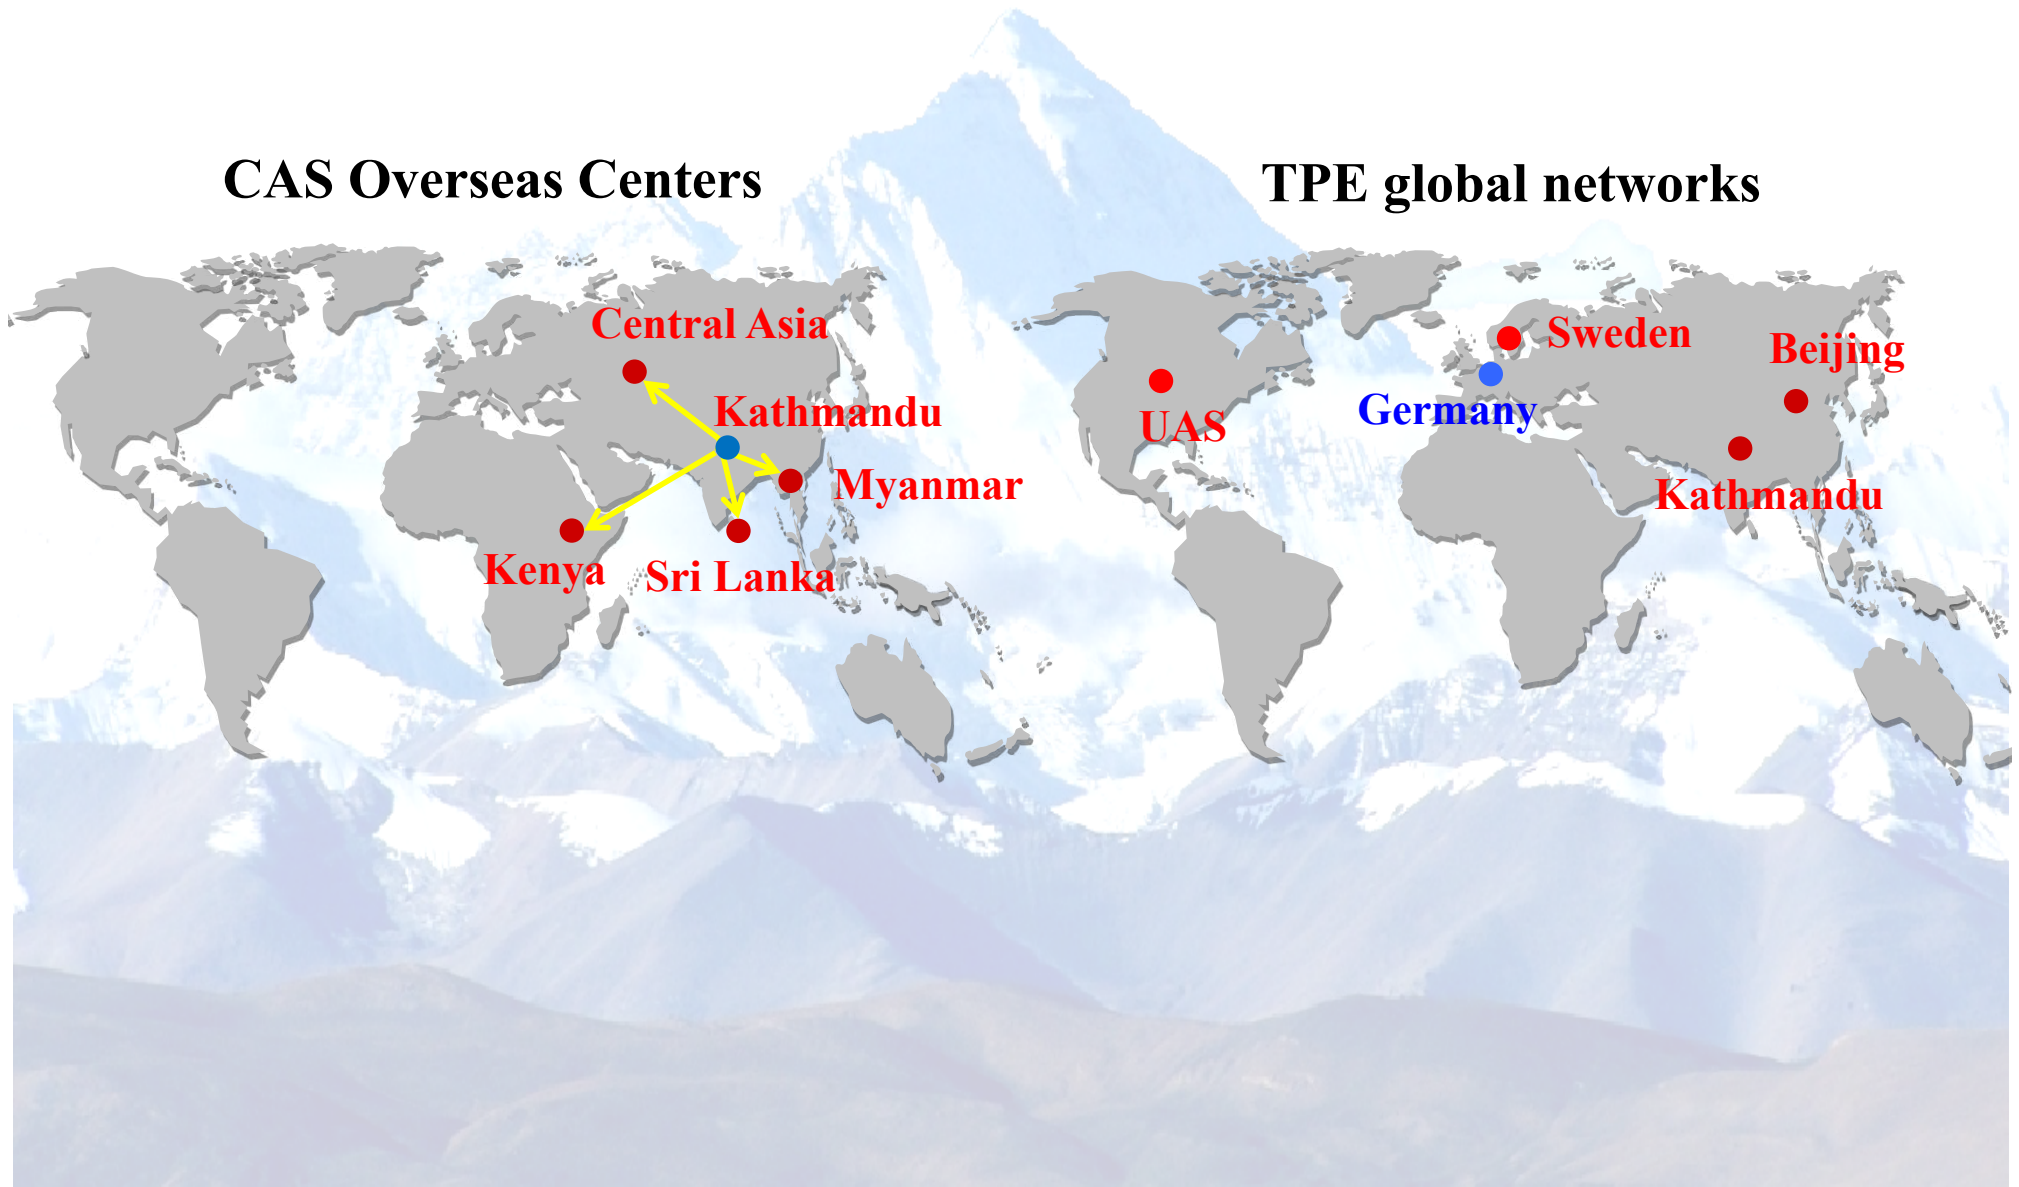 CAS Overseas Centers
Central Asia
Kathmandu
Myanmar
Kenya
Sri Lanka
TPE global networks
Sweden
Beijing
UAS
Germany
Kathmandu